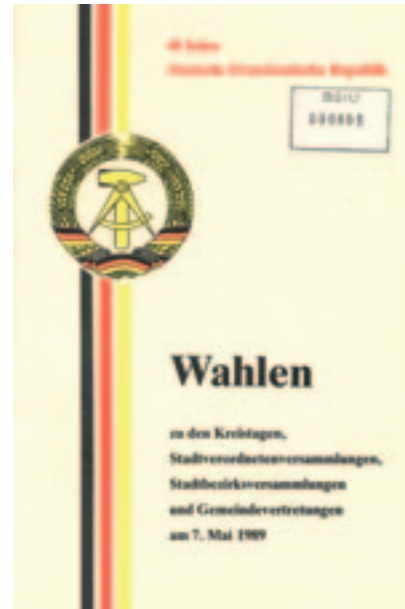 40 Jahre
Deutsche Demokratische Republik
Wahlen
zu den Kreistagen,
Stadtverordnetenversammlungen,
Stadtbezirksversammlungen
und Gemeindevertretungen
am 7. Mai 1989